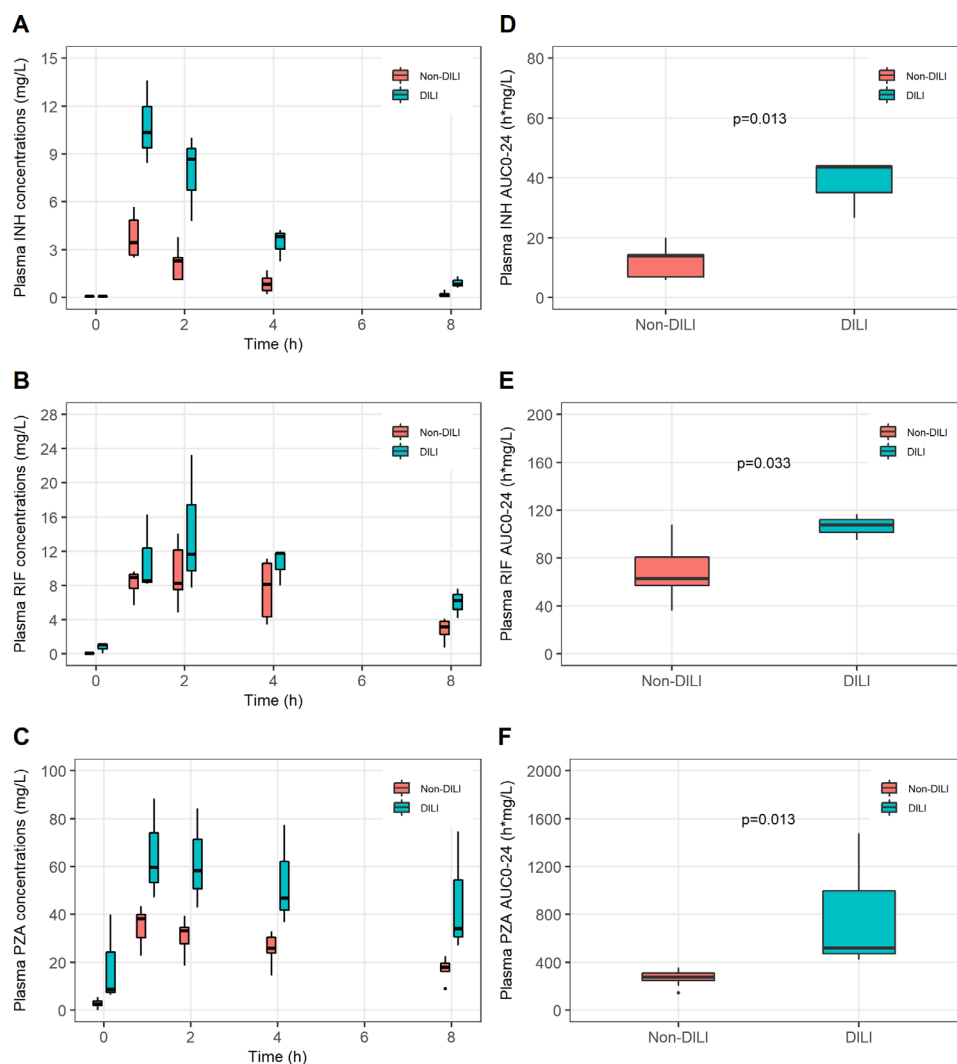 A
Plasma INH concentrations (mg/L)
15
12
9
6
3
0
0
2
4
6
8
Time (h)
Non-DILI
DILI
D
Plasma INH AUC0-24 (h*mg/L)
80
60
40
20
0
p=0.013
Non-DILI
DILI
Non-DILI
DILI
B
Plasma RIF concentrations (mg/L)
28
24
20
16
12
8
4
0
0
2
4
6
8
Time (h)
Non-DILI
DILI
E
Plasma RIF AUC0-24 (h*mg/L)
200
160
120
80
40
0
p=0.033
Non-DILI
DILI
Non-DILI
DILI
C
Plasma PZA concentrations (mg/L)
100
80
60
40
20
0
0
2
4
6
8
Time (h)
Non-DILI
DILI
F
Plasma PZA AUC0-24 (h*mg/L)
2000
1600
1200
800
400
0
p=0.013
Non-DILI
DILI
Non-DILI
DILI